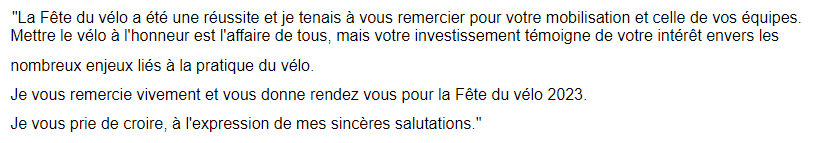 "La Fête du vélo a été une réussite et je tenais à vous remercier pour votre mobilisation et celle de vos équipes.
Mettre le vélo à l'honneur est l'affaire de tous, mais votre investissement témoigne de votre intérêt envers les
nombreux enjeux liés à la pratique du vélo.
Je vous remercie vivement et vous donne rendez vous pour la Fête du vélo 2023.
Je vous prie de croire, à l'expression de mes sincères salutations."